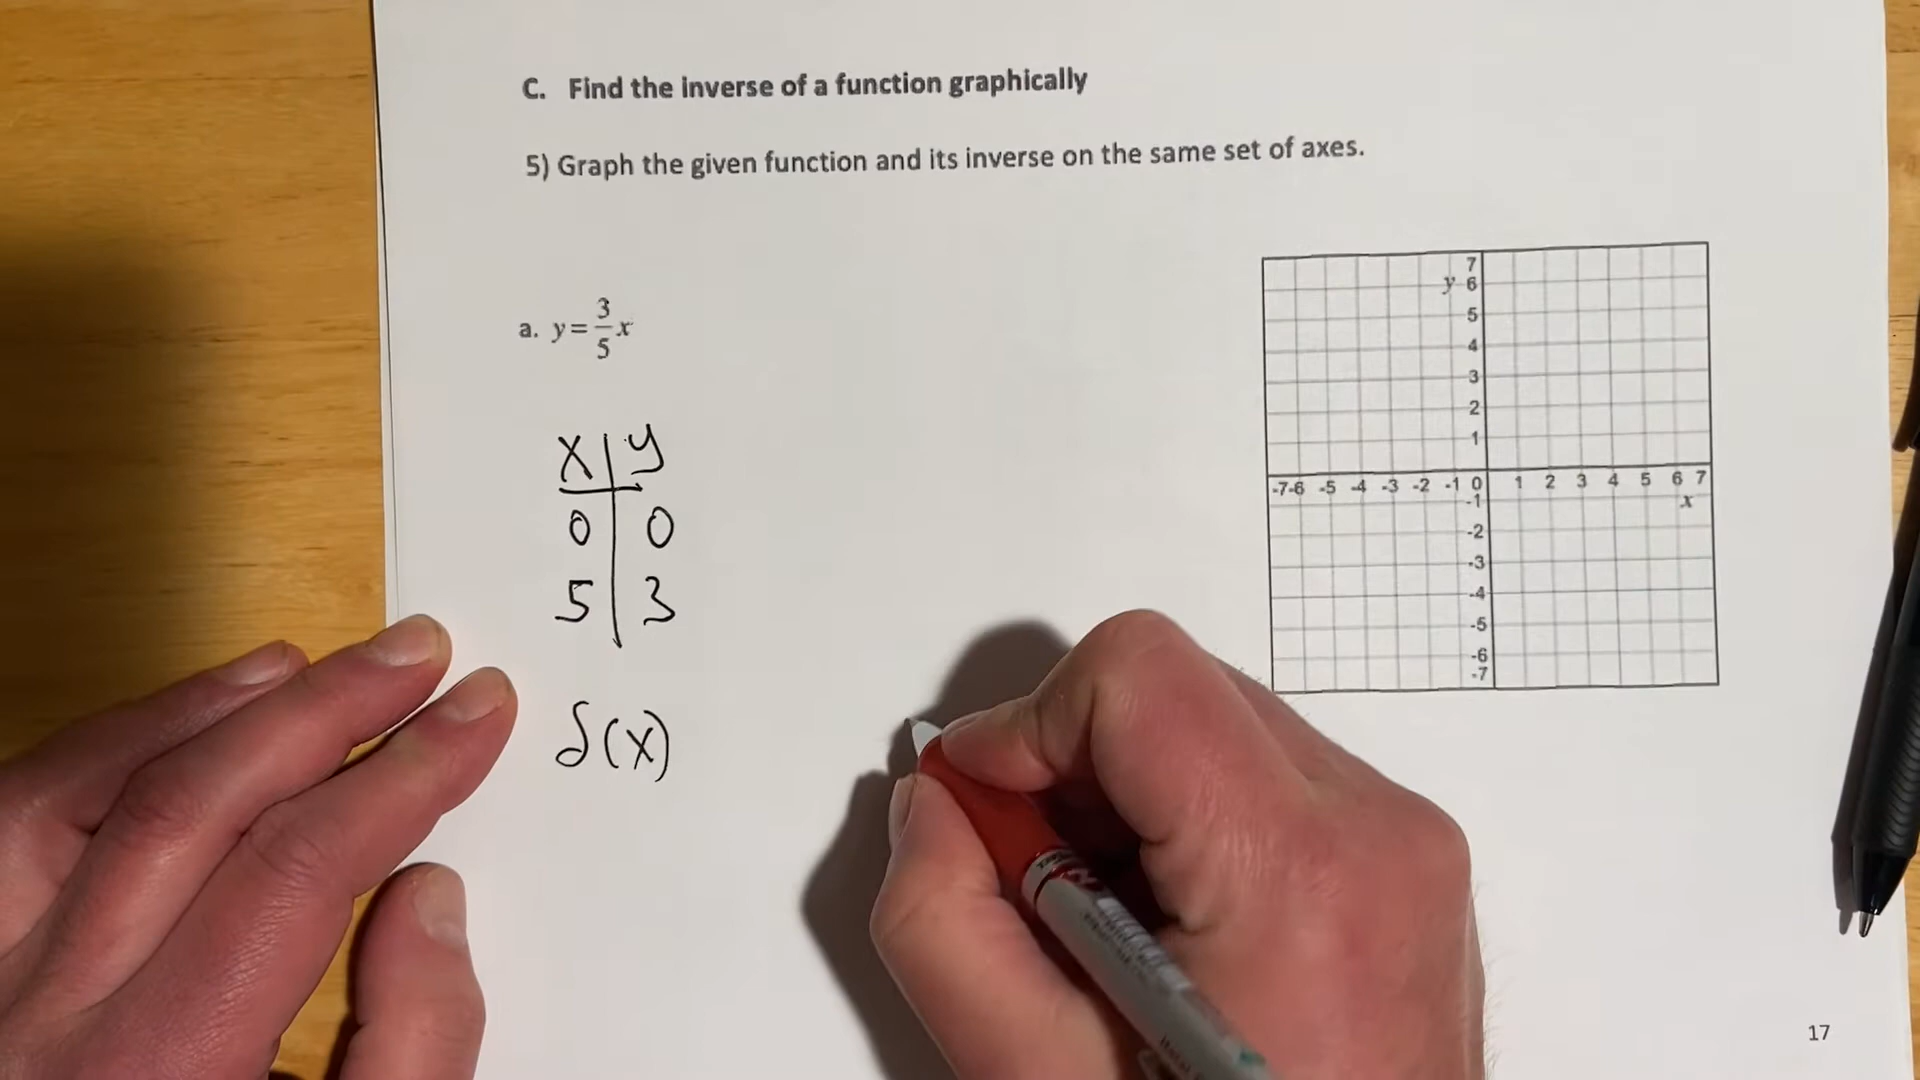 C. Find the inverse of a function graphically
5) Graph the given function and its inverse on the same set of axes.
a. y = 3/5 x
x | y
0 | 0
5 | 3
f(x)
7
y 6
5
4
3
2
1
-7 -6 -5 -4 -3 -2 -1 0 1 2 3 4 5 6 7
-1 x
-2
-3
-4
-5
-6
-7
17